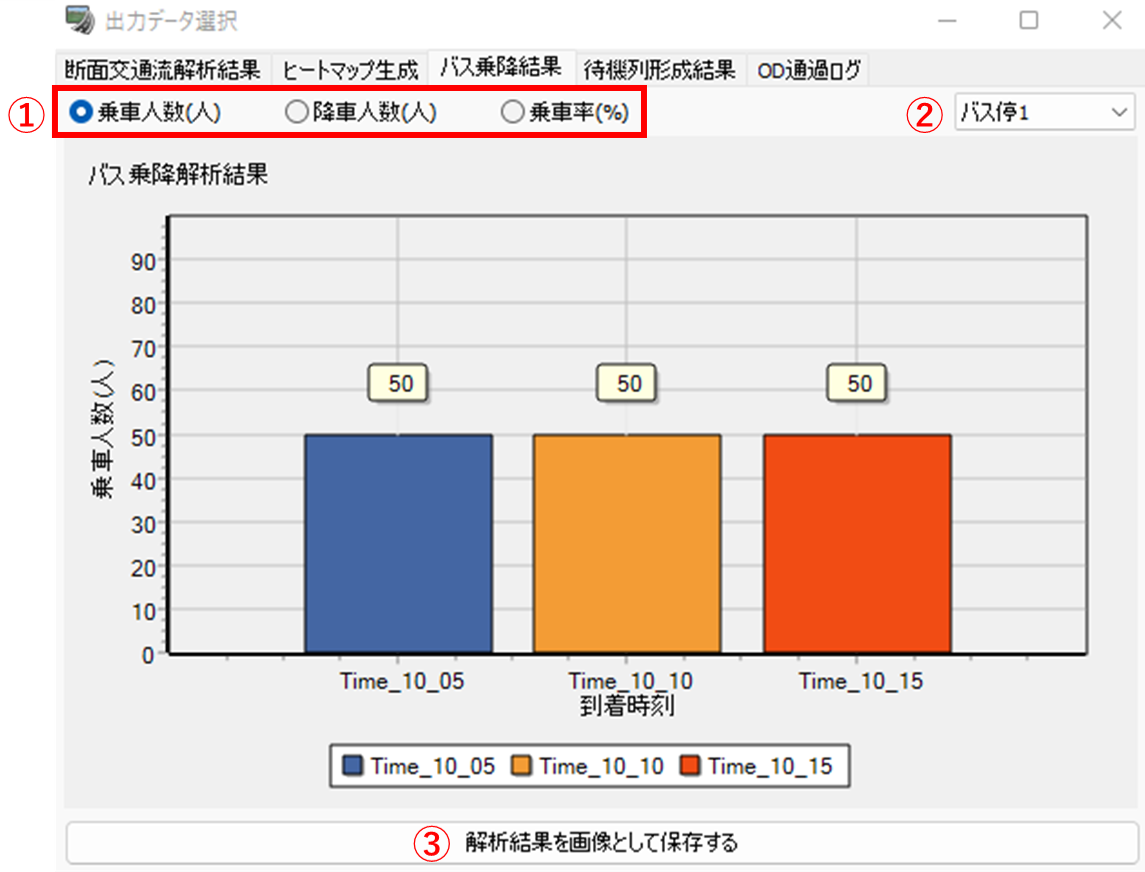 出力データ選択
断面交通流解析結果 ヒートマップ生成 バス乗降結果 待機列形成結果 OD通過ログ
① 乗車人数(人) 降車人数(人) 乗車率(%) ② バス停1
バス乗降解析結果
90
80
70
60
50
40
30
20
10
0
乗車人数(人)
50 50 50
Time_10_05 Time_10_10 Time_10_15
到着時刻
Time_10_05 Time_10_10 Time_10_15
③ 解析結果を画像として保存する